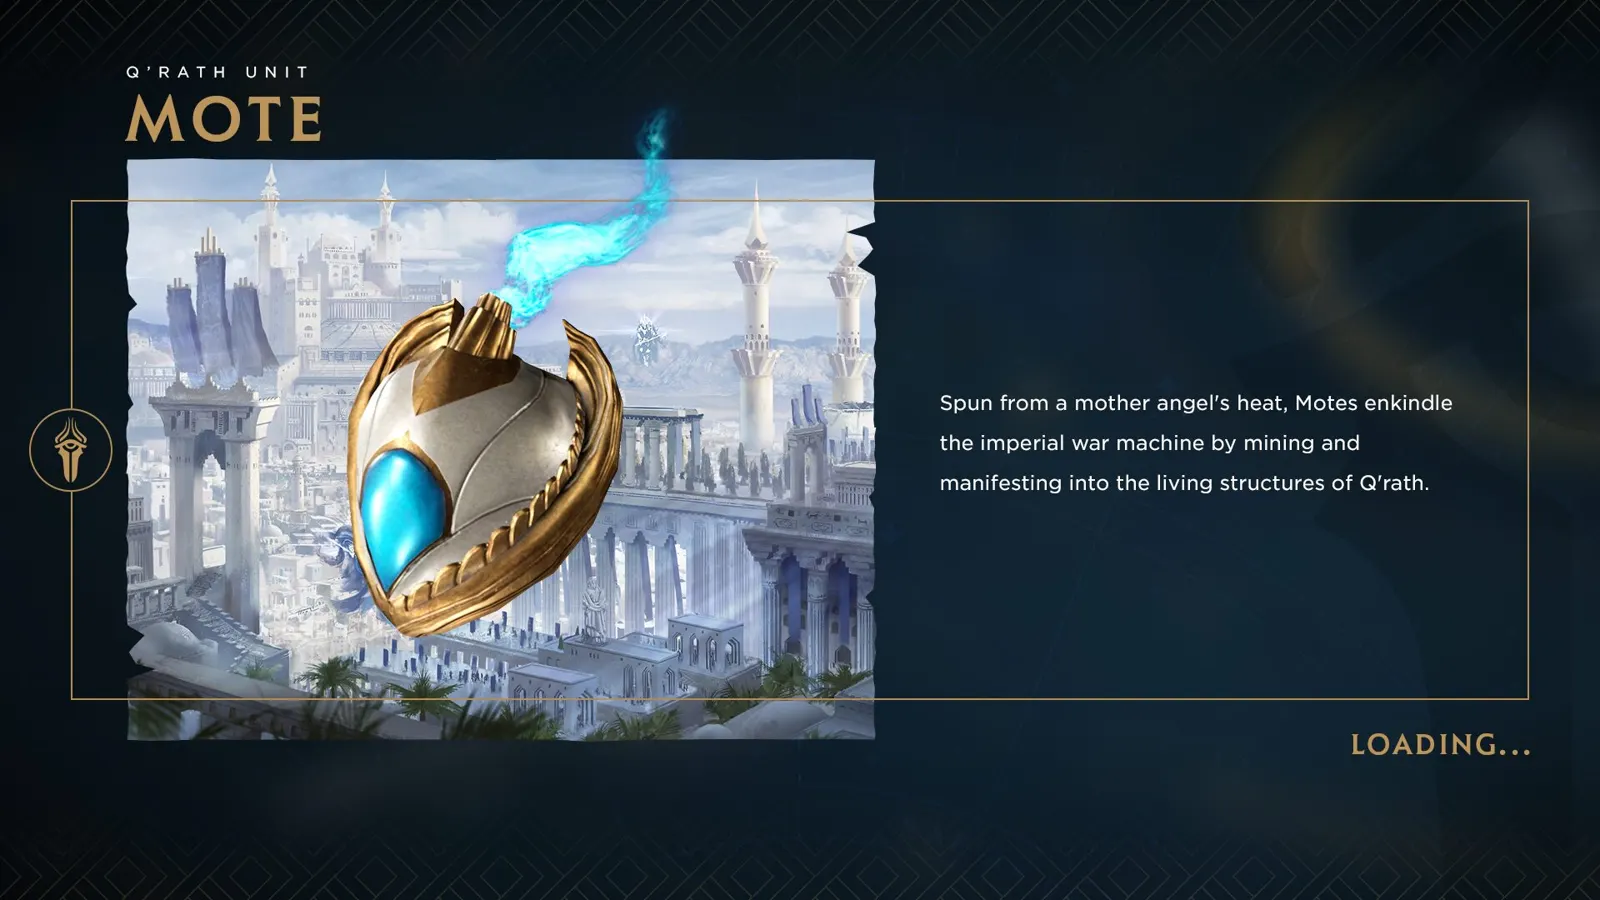 Q'RATH UNIT
MOTE
Spun from a mother angel's heat, Motes enkindle
the imperial war machine by mining and
manifesting into the living structures of Q'rath.
LOADING...